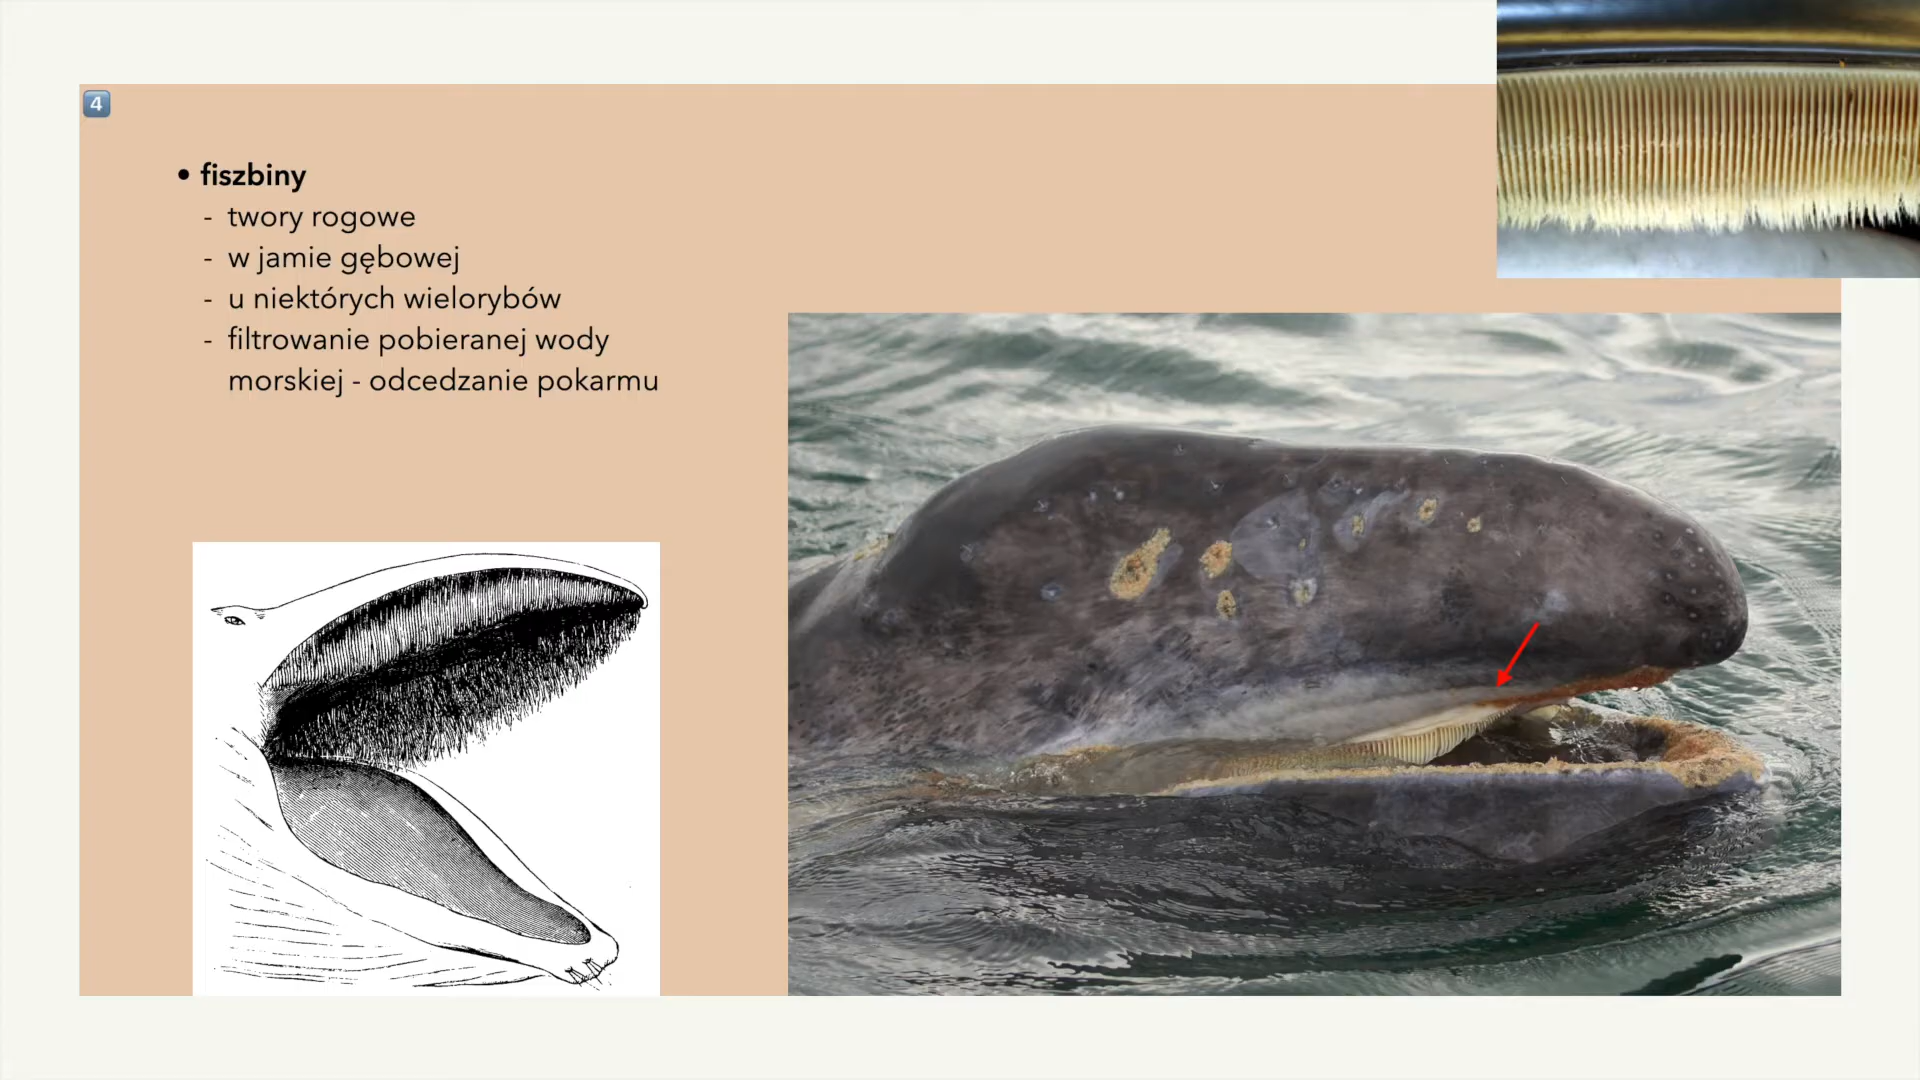 4
• fiszbiny
- twory rogowe
- w jamie gębowej
- u niektórych wielorybów
- filtrowanie pobieranej wody
morskiej - odcedzanie pokarmu